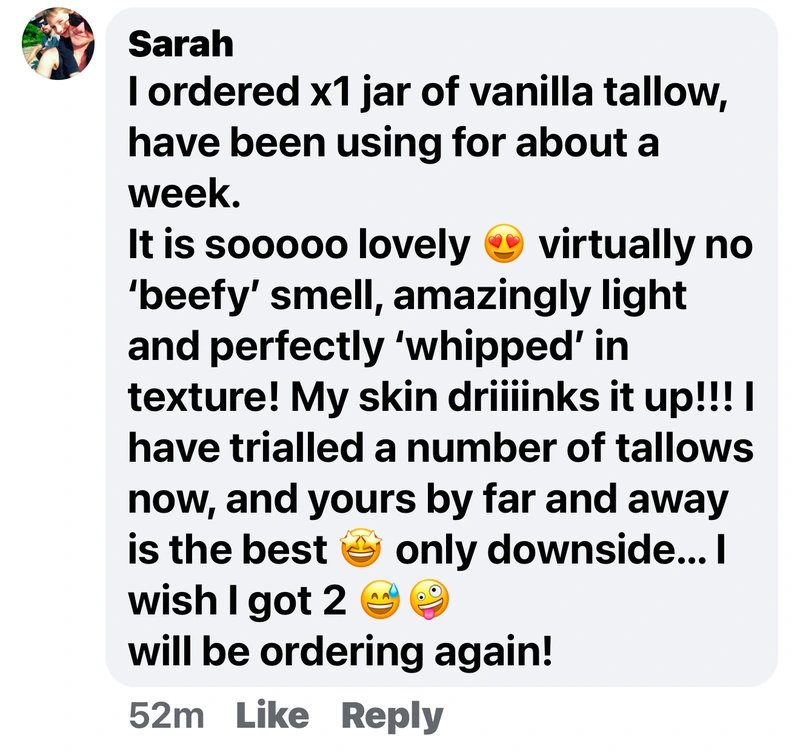 Sarah
I ordered x1 jar of vanilla tallow,
have been using for about a
week.
It is sooooo lovely 😍 virtually no
‘beefy’ smell, amazingly light
and perfectly ‘whipped’ in
texture! My skin driiiinks it up!!! I
have trialled a number of tallows
now, and yours by far and away
is the best 🤩 only downside... I
wish I got 2 😅🤪
will be ordering again!
52m Like Reply